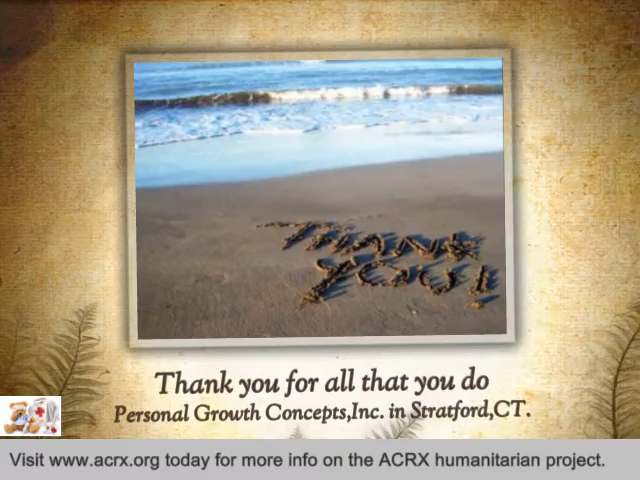 THANK
YOU!
Thank you for all that you do
Personal Growth Concepts,Inc. in Stratford,CT.
Visit www.acrx.org today for more info on the ACRX humanitarian project.